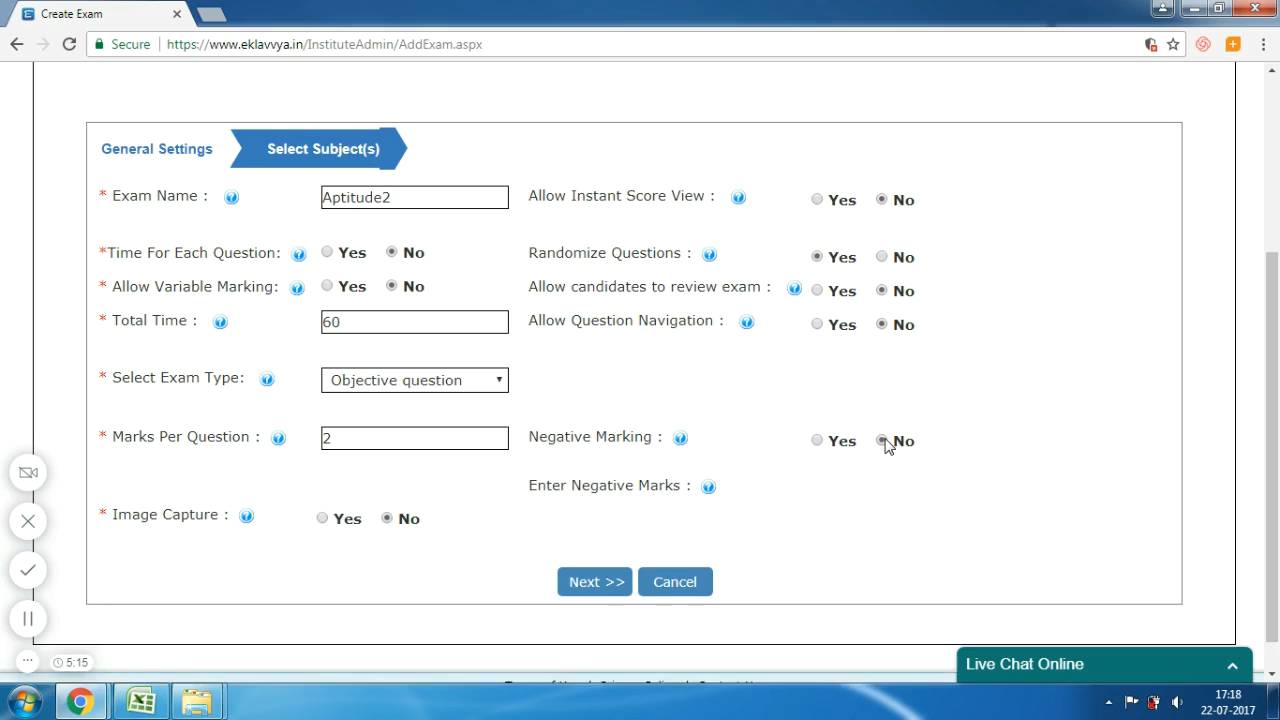 Create Exam
Secure https://www.eklavvya.in/InstituteAdmin/AddExam.aspx
General Settings Select Subject(s)
* Exam Name : Aptitude2 Allow Instant Score View : Yes No
*Time For Each Question: Yes No Randomize Questions : Yes No
* Allow Variable Marking: Yes No Allow candidates to review exam : Yes No
* Total Time : 60 Allow Question Navigation : Yes No
* Select Exam Type: Objective question
* Marks Per Question : 2 Negative Marking : Yes No
Enter Negative Marks :
* Image Capture : Yes No
Next >> Cancel
5:15
Live Chat Online
17:18
22-07-2017